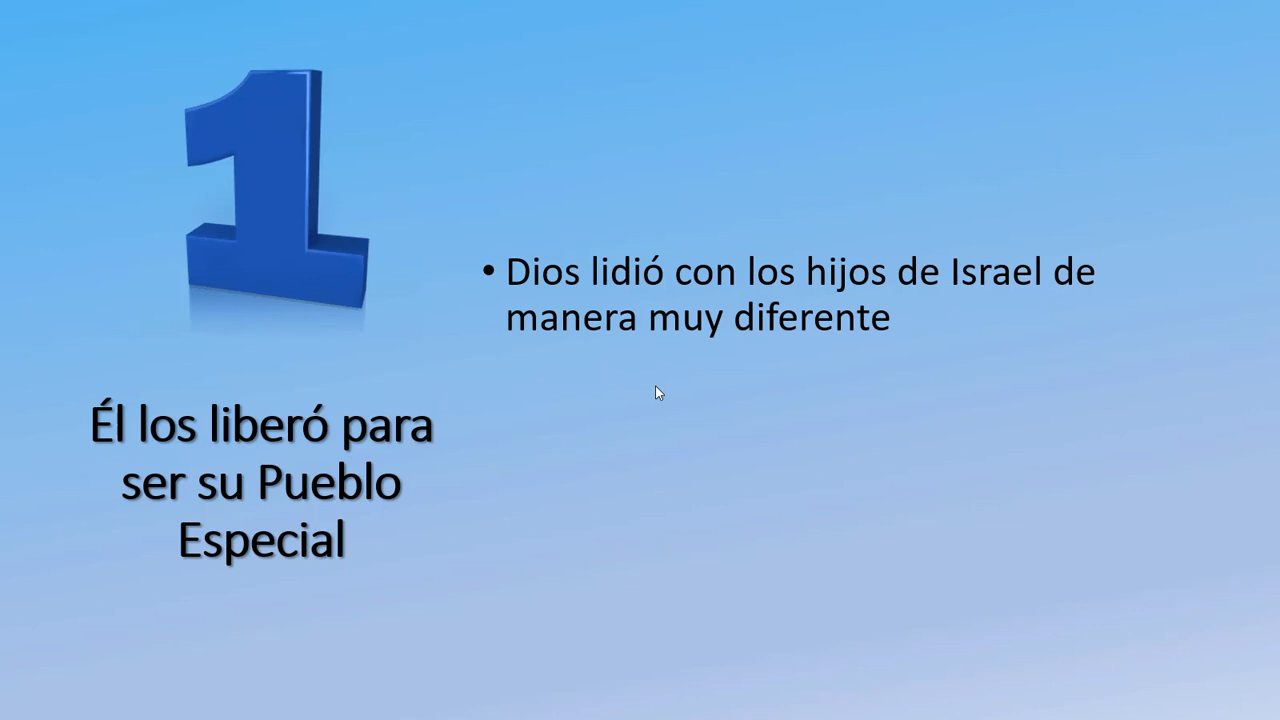 1
Él los liberó para
ser su Pueblo
Especial
• Dios lidió con los hijos de Israel de
manera muy diferente